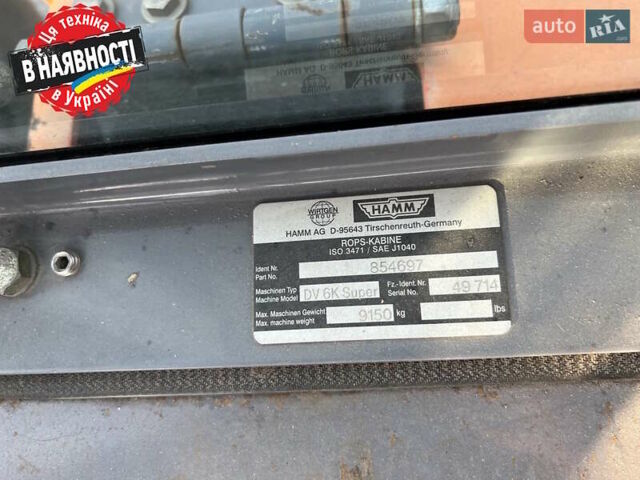 Ця техніка
В НАЯВНОСТІ
в Україні
auto RIA
WIRTGEN GROUP
HAMM
HAMM AG D-95643 Tirschenreuth-Germany
ROPS-KABINE
ISO 3471 / SAE J1040
Ident Nr.
Part No. 854697
Maschinen Typ
Machine Model DV 6K Super
Fz.-Ident. Nr.
Serial No. 49 714
Max. Maschinen Gewicht
Max. machine weight 9150 kg lbs